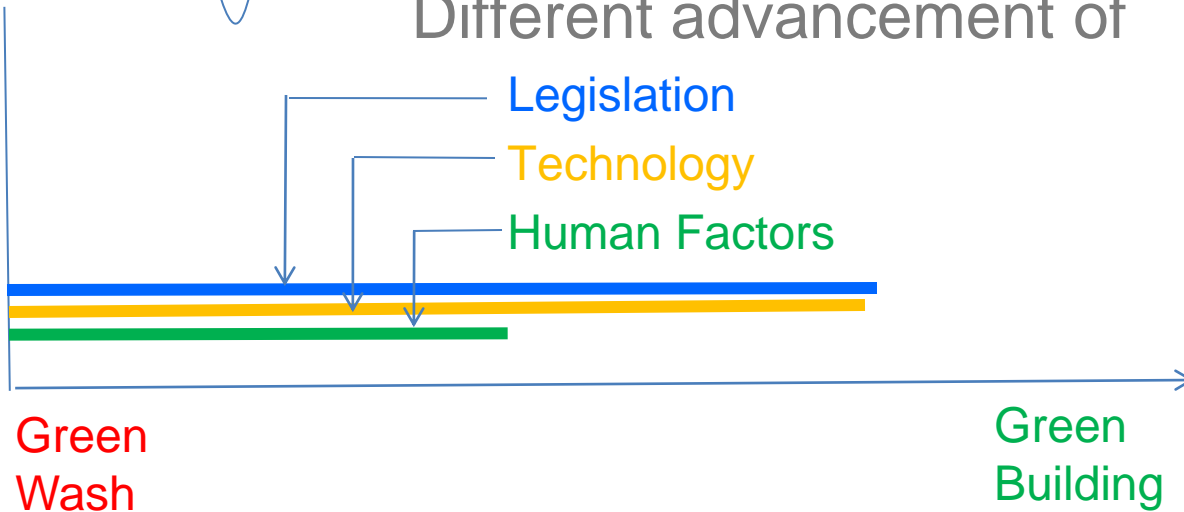 Different advancement of
Legislation
Technology
Human Factors
Green
Wash
Green
Building